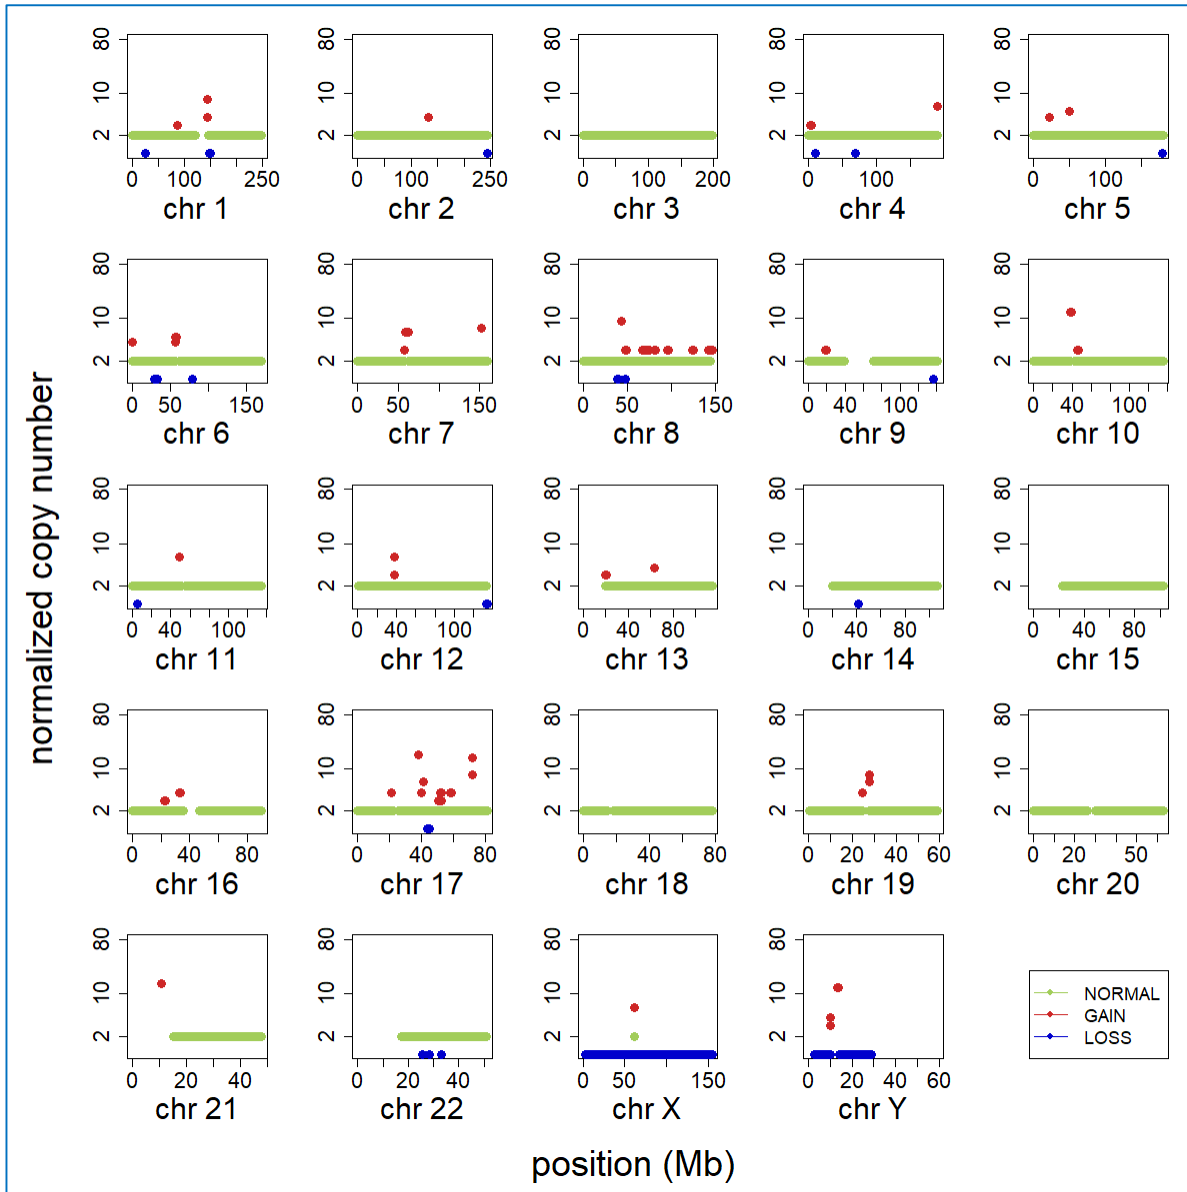 normalized copy number
80 10 2
0 100 250
chr 1
80 10 2
0 100 250
chr 2
80 10 2
0 100 200
chr 3
80 10 2
0 100
chr 4
80 10 2
0 100
chr 5
80 10 2
0 50 150
chr 6
80 10 2
0 50 150
chr 7
80 10 2
0 50 150
chr 8
80 10 2
0 40 100
chr 9
80 10 2
0 40 100
chr 10
80 10 2
0 40 100
chr 11
80 10 2
0 40 100
chr 12
80 10 2
0 40 80
chr 13
80 10 2
0 40 80
chr 14
80 10 2
0 40 80
chr 15
80 10 2
0 40 80
chr 16
80 10 2
0 40 80
chr 17
80 10 2
0 40 80
chr 18
80 10 2
0 20 40 60
chr 19
80 10 2
0 20 50
chr 20
80 10 2
0 20 40
chr 21
80 10 2
0 20 40
chr 22
80 10 2
0 50 150
chr X
80 10 2
0 20 40 60
chr Y
NORMAL
GAIN
LOSS
position (Mb)